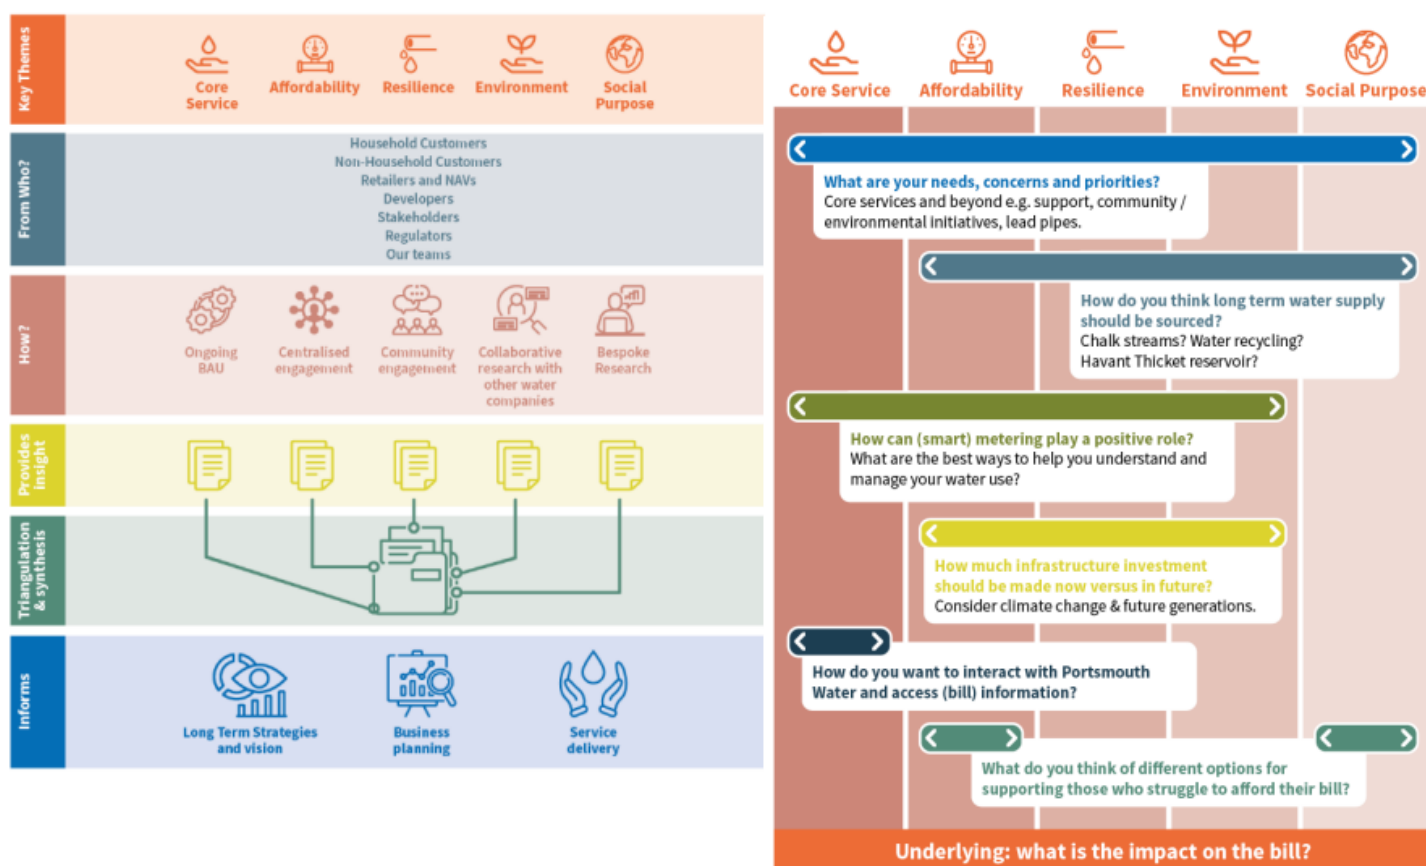 Key Themes
Core
Service
Affordability
Resilience
Environment
Social
Purpose
From Who?
Household Customers
Non-Household Customers
Retailers and NAVs
Developers
Stakeholders
Regulators
Our teams
How?
Ongoing
BAU
Centralised
engagement
Community
engagement
Collaborative
research with
other water
companies
Bespoke
Research
Provides
insight
Triangulation
& synthesis
Informs
Long Term Strategies
and vision
Business
planning
Service
delivery
Core Service
Affordability
Resilience
Environment
Social Purpose
What are your needs, concerns and priorities?
Core services and beyond e.g. support, community /
environmental initiatives, lead pipes.
How do you think long term water supply
should be sourced?
Chalk streams? Water recycling?
Havant Thicket reservoir?
How can (smart) metering play a positive role?
What are the best ways to help you understand and
manage your water use?
How much infrastructure investment
should be made now versus in future?
Consider climate change & future generations.
How do you want to interact with Portsmouth
Water and access (bill) information?
What do you think of different options for
supporting those who struggle to afford their bill?
Underlying: what is the impact on the bill?